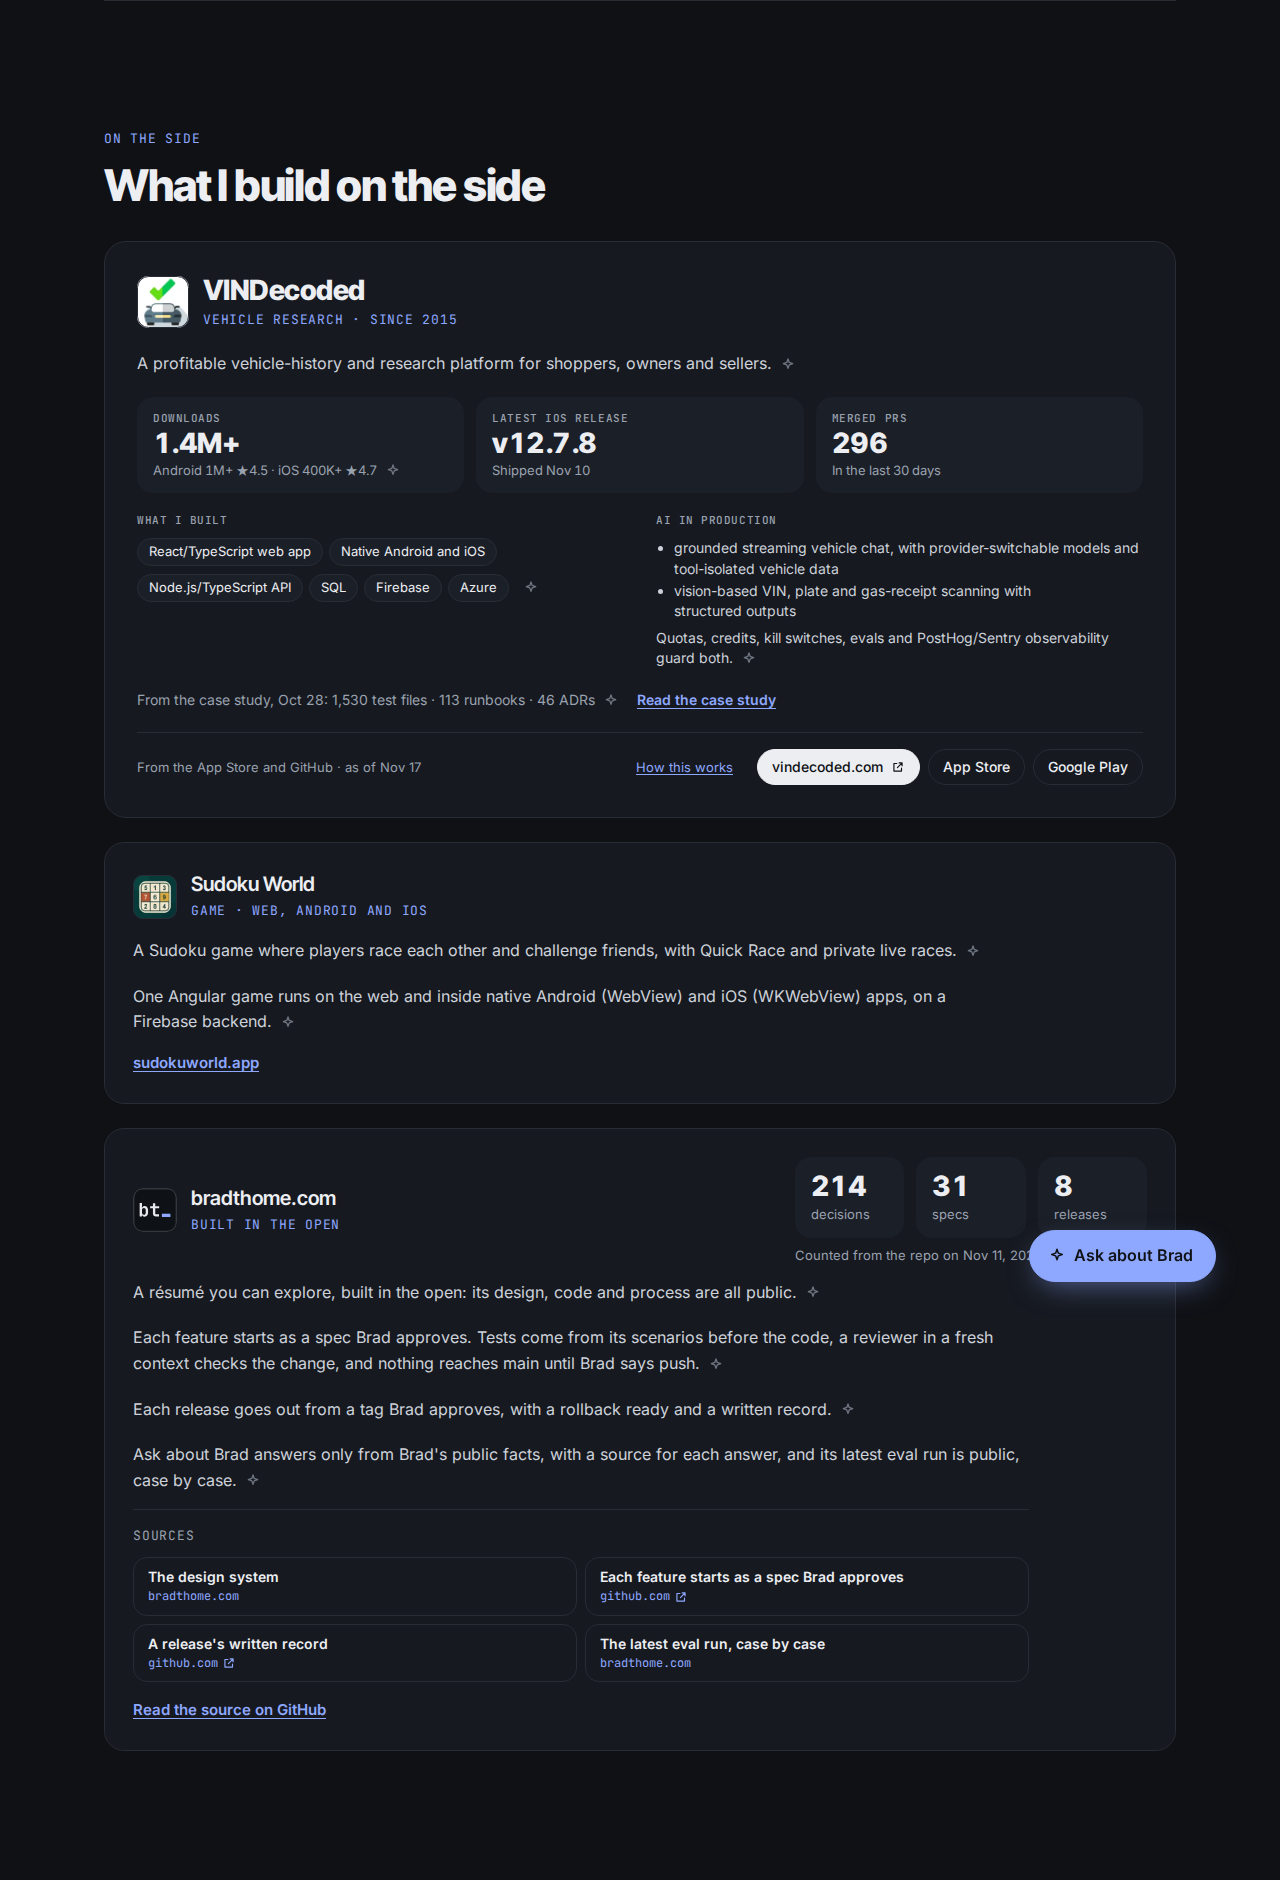 ON THE SIDE
What I build on the side
VINDecoded
VEHICLE RESEARCH · SINCE 2015
A profitable vehicle-history and research platform for shoppers, owners and sellers.
DOWNLOADS
1.4M+
Android 1M+ ★4.5 · iOS 400K+ ★4.7
LATEST IOS RELEASE
v12.7.8
Shipped Nov 10
MERGED PRS
296
In the last 30 days
WHAT I BUILT
React/TypeScript web app
Native Android and iOS
Node.js/TypeScript API
SQL
Firebase
Azure
AI IN PRODUCTION
• grounded streaming vehicle chat, with provider-switchable models and
tool-isolated vehicle data
• vision-based VIN, plate and gas-receipt scanning with
structured outputs
Quotas, credits, kill switches, evals and PostHog/Sentry observability
guard both.
From the case study, Oct 28: 1,530 test files · 113 runbooks · 46 ADRs
Read the case study
From the App Store and GitHub · as of Nov 17
How this works
vindecoded.com
App Store
Google Play
Sudoku World
GAME · WEB, ANDROID AND IOS
A Sudoku game where players race each other and challenge friends, with Quick Race and private live races.
One Angular game runs on the web and inside native Android (WebView) and iOS (WKWebView) apps, on a
Firebase backend.
sudokuworld.app
bt_
bradthome.com
BUILT IN THE OPEN
214
decisions
31
specs
8
releases
Counted from the repo on Nov 11,
Ask about Brad
A résumé you can explore, built in the open: its design, code and process are all public.
Each feature starts as a spec Brad approves. Tests come from its scenarios before the code, a reviewer in a fresh
context checks the change, and nothing reaches main until Brad says push.
Each release goes out from a tag Brad approves, with a rollback ready and a written record.
Ask about Brad answers only from Brad's public facts, with a source for each answer, and its latest eval run is public,
case by case.
SOURCES
The design system
bradthome.com
Each feature starts as a spec Brad approves
github.com
A release's written record
github.com
The latest eval run, case by case
bradthome.com
Read the source on GitHub